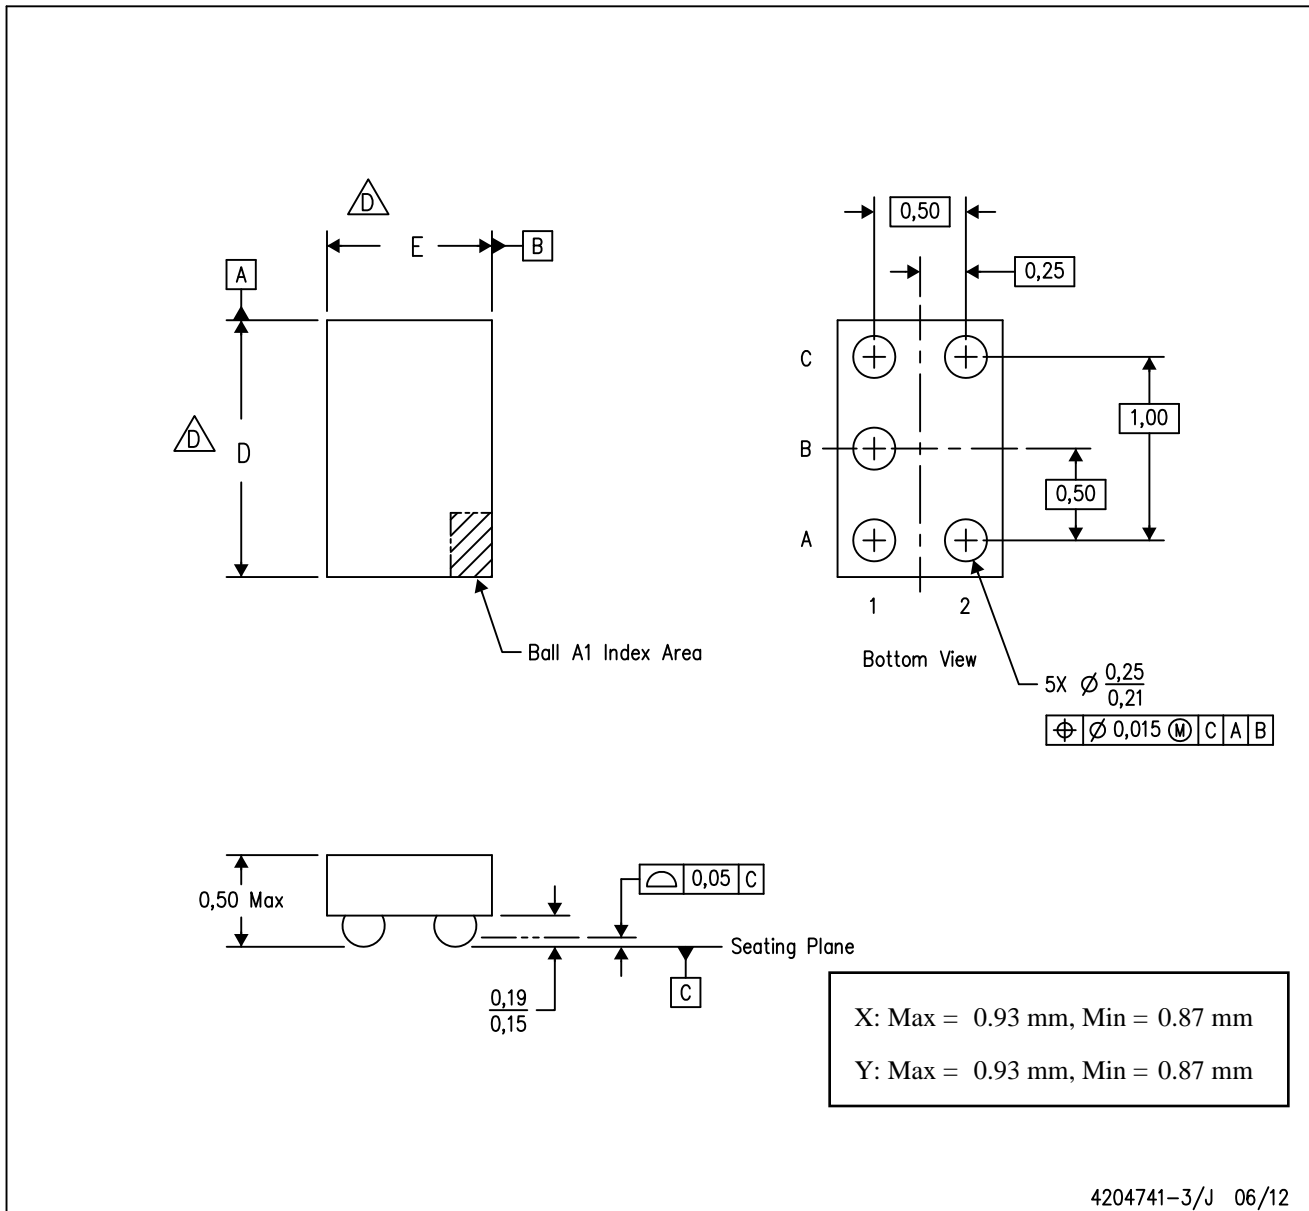 D
E
B
A
D
D
0,50
0,25
C
1,00
B
0,50
A
1 2
Ball A1 Index Area
Bottom View
5X Ø 0,25
0,21
⌖ Ø 0,015 Ⓜ C A B
0,50 Max
⌓ 0,05 C
Seating Plane
C
0,19
0,15
X: Max = 0.93 mm, Min = 0.87 mm
Y: Max = 0.93 mm, Min = 0.87 mm
4204741-3/J 06/12